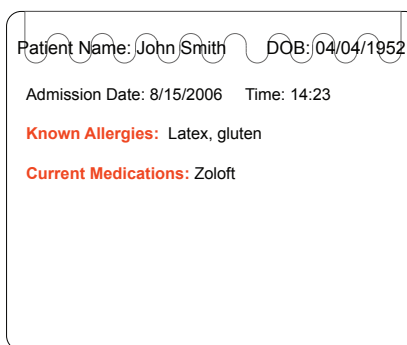 Patient Name: John Smith DOB: 04/04/1952
Admission Date: 8/15/2006 Time: 14:23
Known Allergies: Latex, gluten
Current Medications: Zoloft